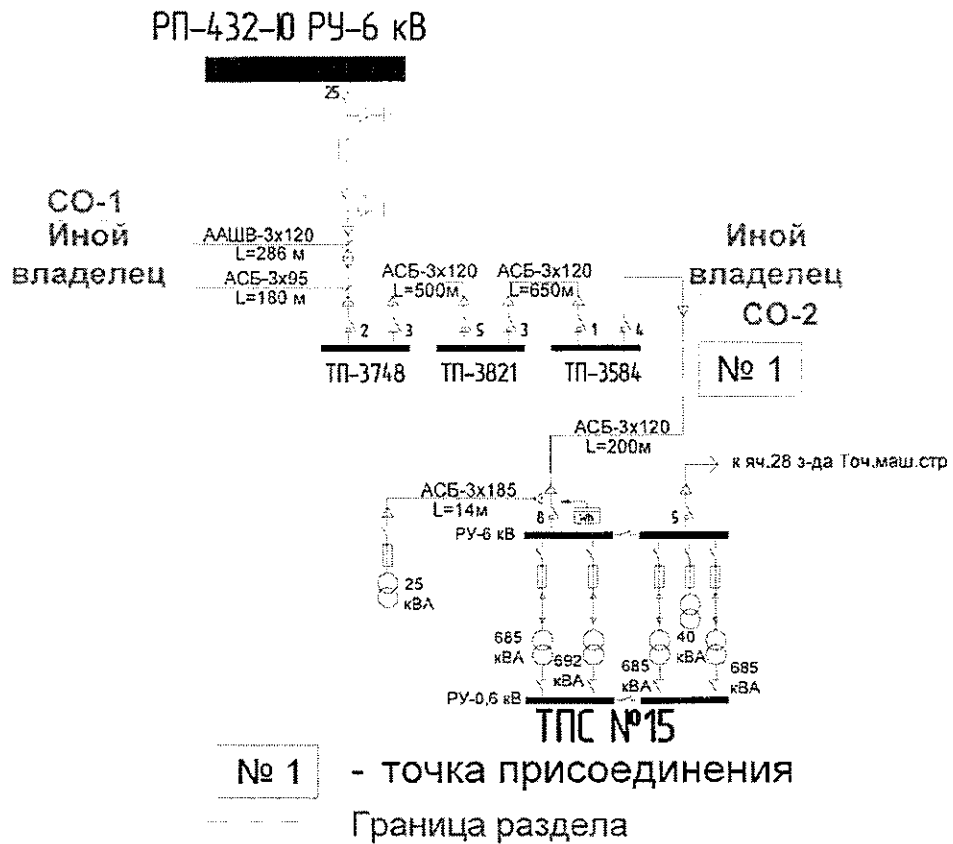 РП-432-10 РУ-6 кВ
25
СО-1
Иной
владелец
ААШВ-3х120
L=286 м
АСБ-3х95
L=180 м
АСБ-3х120
L=500м
АСБ-3х120
L=650м
Иной
владелец
СО-2
2
3
5
3
1
4
ТП-3748
ТП-3821
ТП-3584
№ 1
АСБ-3х120
L=200м
к яч.28 з-да Точ.маш.стр
АСБ-3х185
L=14м
8
5
РУ-6 кВ
25
кВА
685
кВА
692
кВА
685
кВА
40
кВА
685
кВА
РУ-0,6 кВ
ТПС №15
№ 1 - точка присоединения
Граница раздела